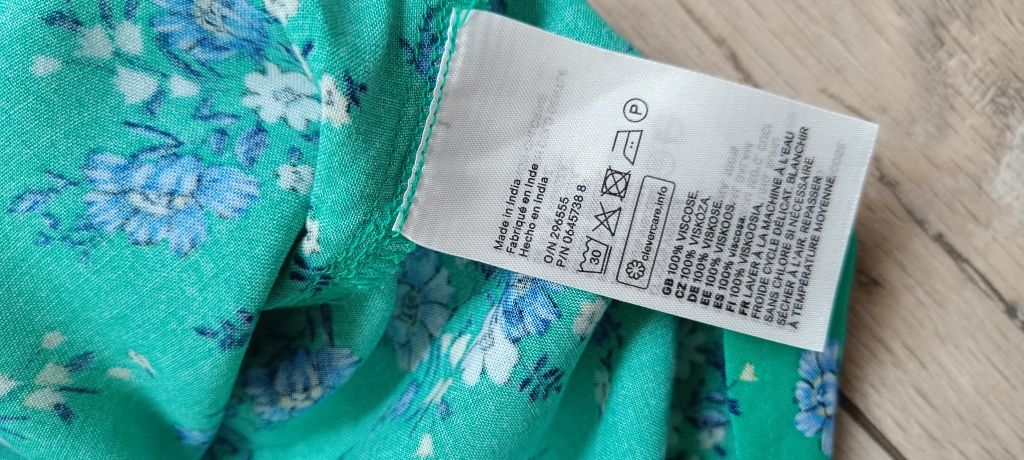 Made in India
Fabriqué en Inde
Hecho en India
O/N 296555
P/N 0645738 8
30
P
clevercare.info
GB 100% VISCOSE.
CZ 100% VISKÓZA.
DE 100% VISKOSE.
EE 100% VISKOOS.
ES 100% VISCOSE.
FI 100% VISKOOSIA.
FR LAVER À LA MACHINE À L'EAU
FROIDE CYCLE DÉLICAT. BLANCHIR
SANS CHLORE SI NÉCESSAIRE.
SÉCHER À L'AIR. REPASSER
À TEMPÉRATURE MOYENNE.